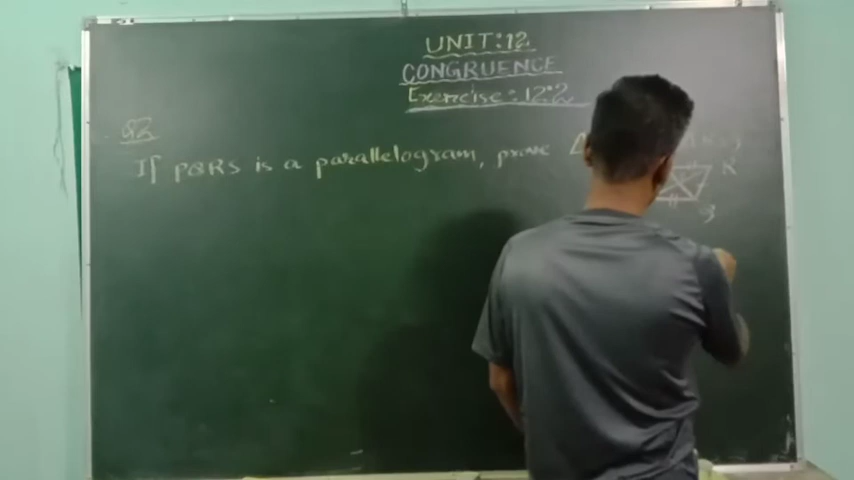 UNIT:12
CONGRUENCE
Exercise:12.2
Q2
If PQRS is a parallelogram, prove Δ
R
S